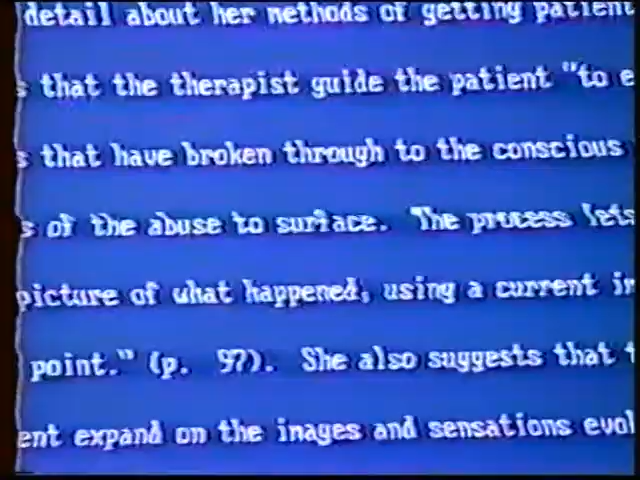 detail about her methods of getting patient
s that the therapist guide the patient "to e
s that have broken through to the conscious
s of the abuse to surface. The process lets
picture of what happened, using a current in
point." (p. 97). She also suggests that t
ent expand on the images and sensations evo